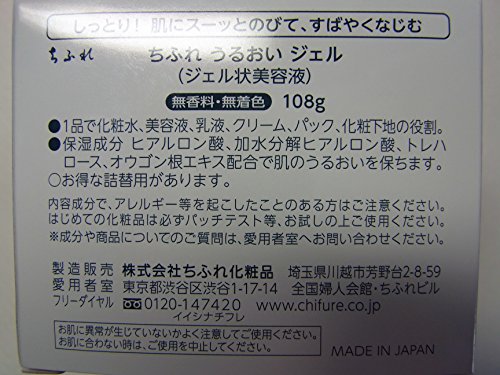 しっとり! 肌にスーッとのびて、すばやくなじむ
ちふれ ちふれ うるおい ジェル
(ジェル状美容液)
無香料・無着色 108g
●1品で化粧水、美容液、乳液、クリーム、パック、化粧下地の役割。
●保湿成分 ヒアルロン酸、加水分解ヒアルロン酸、トレハ
ロース、オウゴン根エキス配合で肌のうるおいを保ちます。
○お得な詰替用があります。
内容成分で、アレルギー等を起こしたことのある方はご注意ください。
はじめての化粧品は必ずパッチテスト等、お試しの上ご使用ください。
※成分や商品についてのご質問は、愛用者室へお問い合わせください。
製造販売 株式会社ちふれ化粧品 埼玉県川越市芳野台2-8-59
愛用者室 東京都渋谷区渋谷1-17-14 全国婦人会館・ちふれビル
フリーダイヤル 0120-147420 www.chifure.co.jp
イイシナチフレ
お肌に異常が生じていないかよく注意してご使用ください。
お肌に合わない時は、ご使用を中止してください。
MADE IN JAPAN